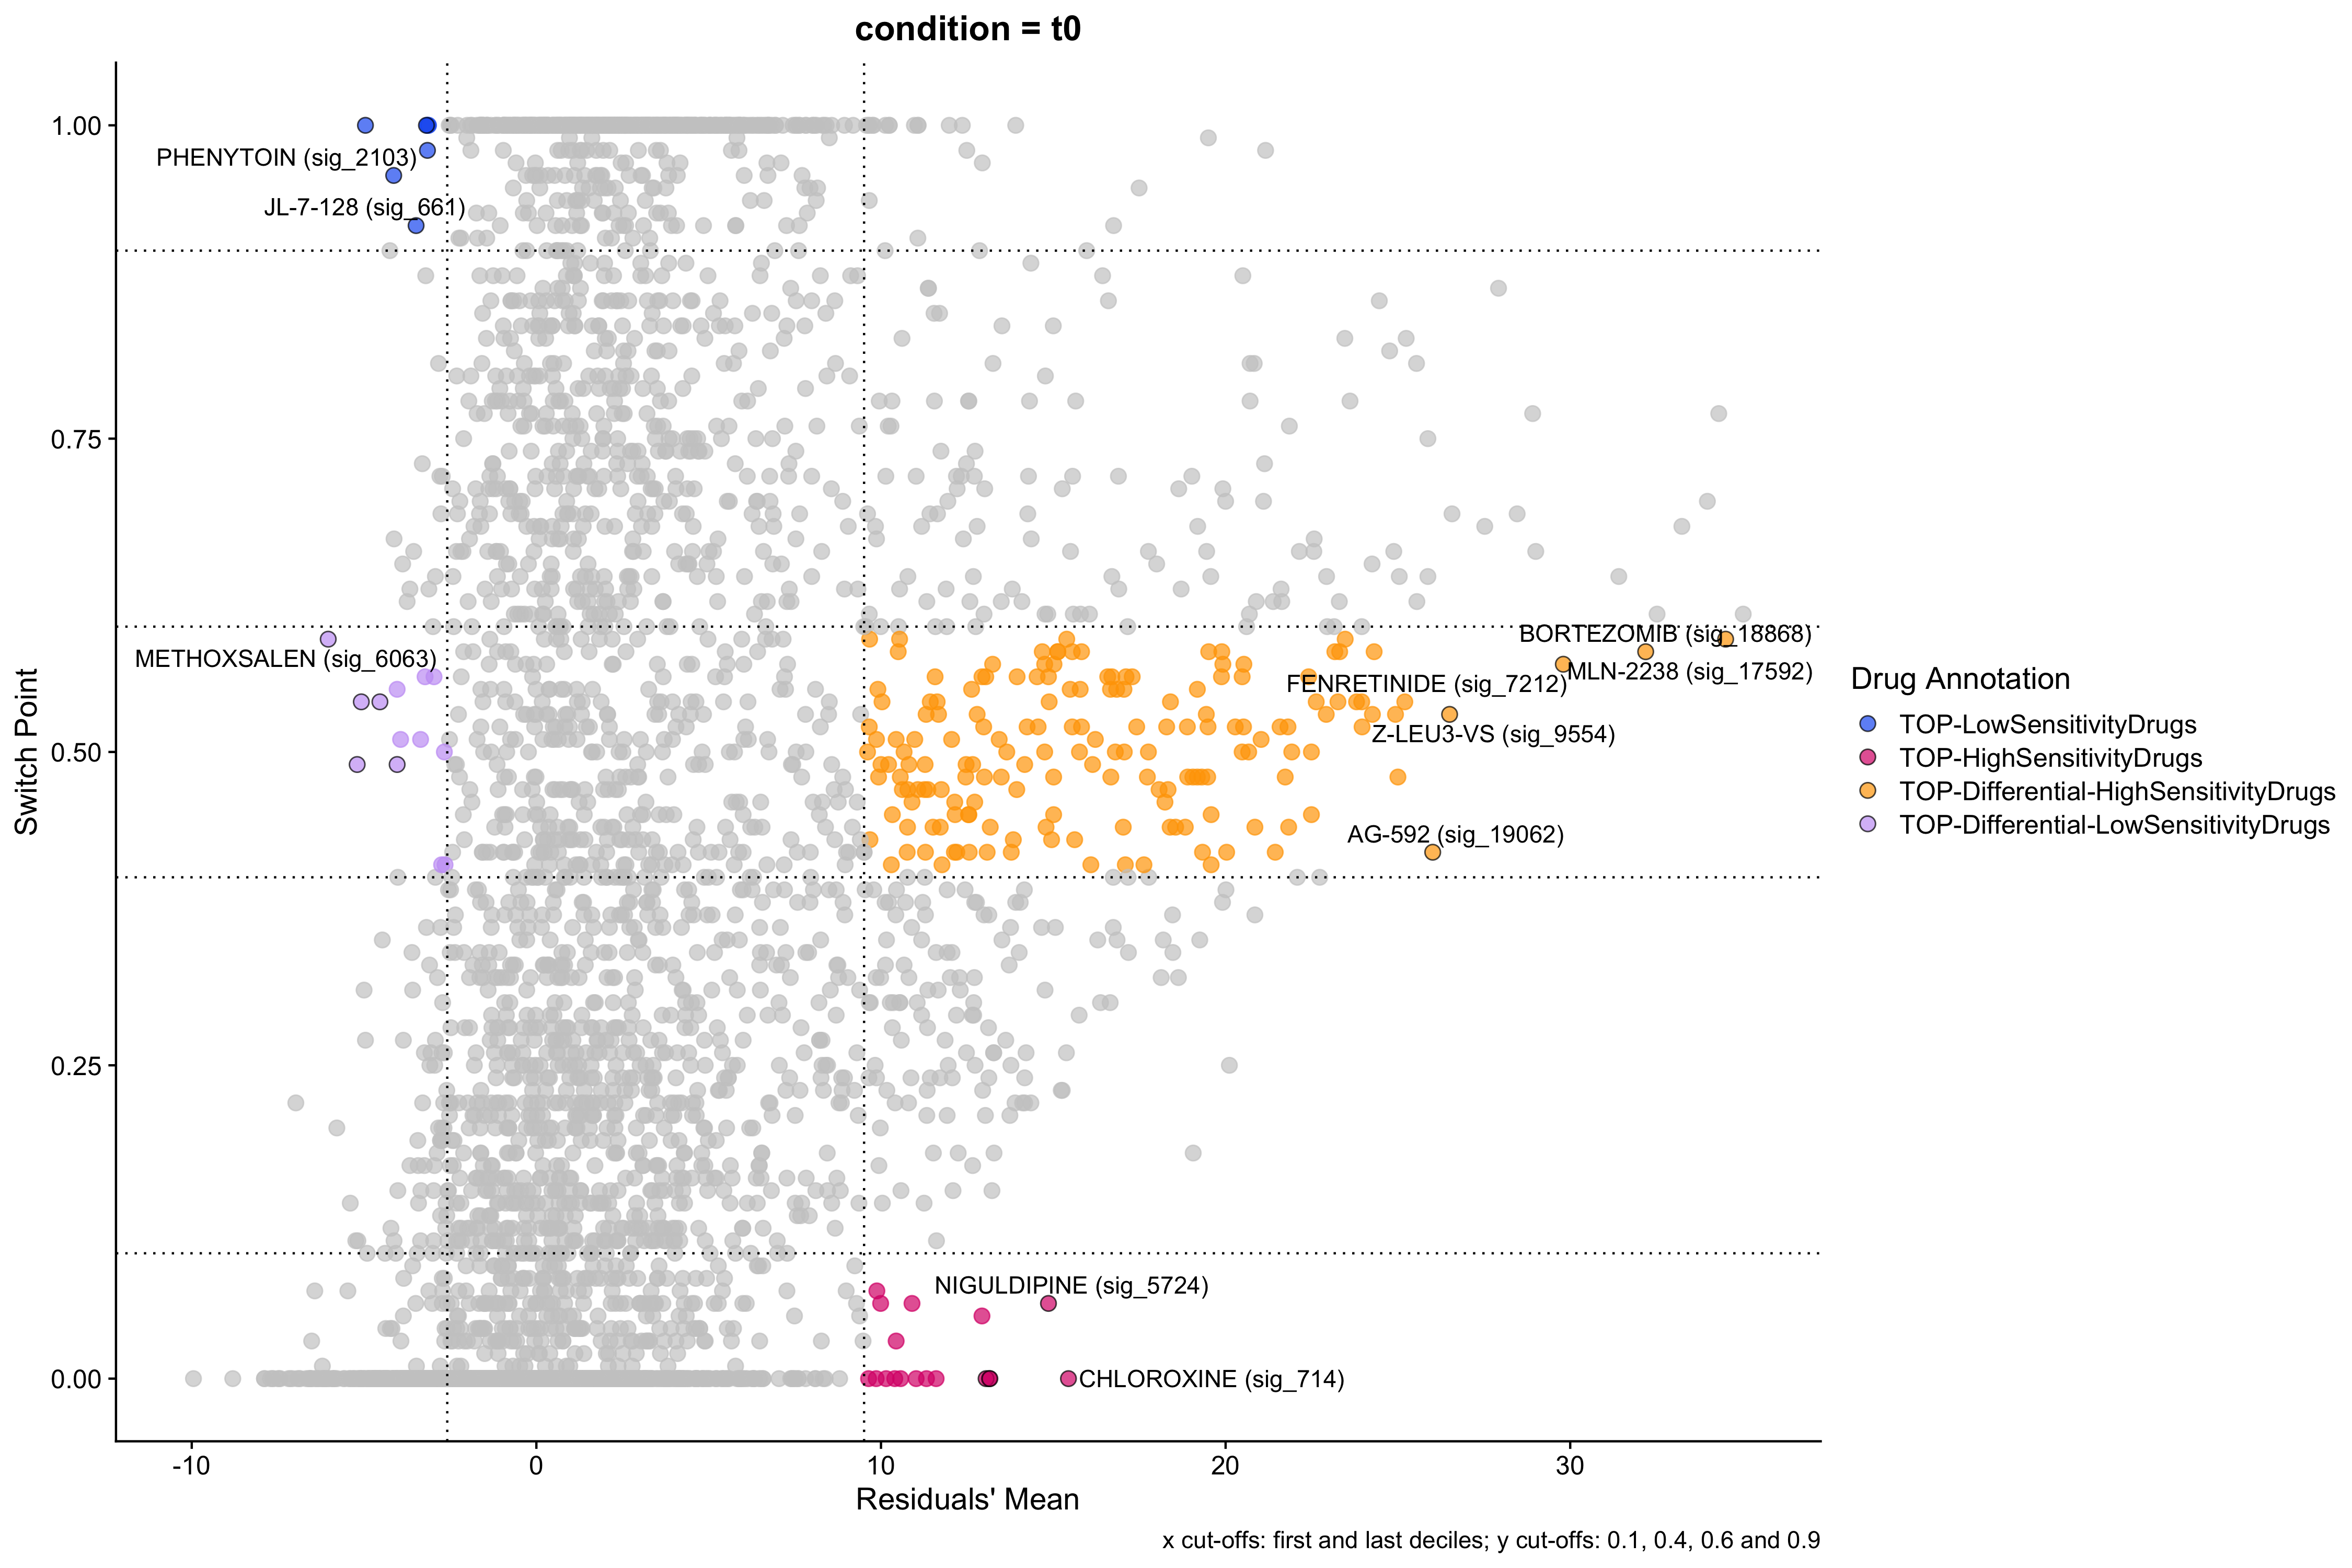 condition = t0
Switch Point
1.00
0.75
0.50
0.25
0.00
PHENYTOIN (sig_2103)
JL-7-128 (sig_661)
METHOXSALEN (sig_6063)
BORTEZOMIB (sig_18868)
MLN-2238 (sig_17592)
FENRETINIDE (sig_7212)
Z-LEU3-VS (sig_9554)
AG-592 (sig_19062)
NIGULDIPINE (sig_5724)
CHLOROXINE (sig_714)
-10
0
10
20
30
Residuals' Mean
x cut-offs: first and last deciles; y cut-offs: 0.1, 0.4, 0.6 and 0.9
Drug Annotation
TOP-LowSensitivityDrugs
TOP-HighSensitivityDrugs
TOP-Differential-HighSensitivityDrugs
TOP-Differential-LowSensitivityDrugs